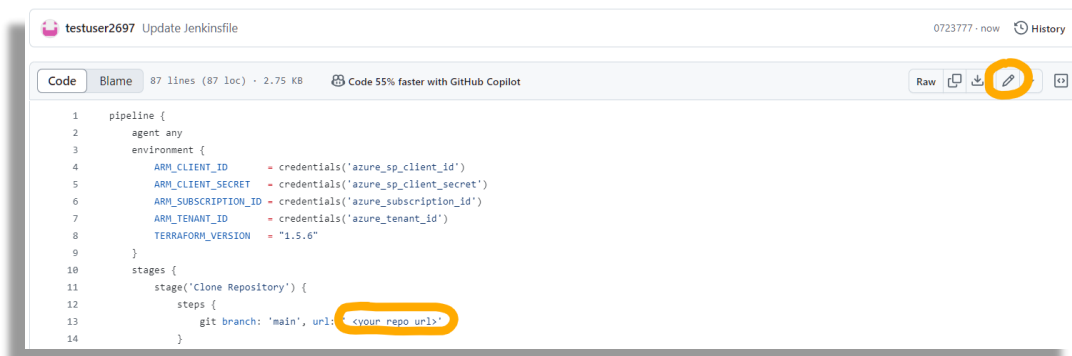 testuser2697 Update Jenkinsfile 0723777 · now History
Code Blame 87 lines (87 loc) · 2.75 KB Code 55% faster with GitHub Copilot Raw
1 pipeline {
2 agent any
3 environment {
4 ARM_CLIENT_ID = credentials('azure_sp_client_id')
5 ARM_CLIENT_SECRET = credentials('azure_sp_client_secret')
6 ARM_SUBSCRIPTION_ID = credentials('azure_subscription_id')
7 ARM_TENANT_ID = credentials('azure_tenant_id')
8 TERRAFORM_VERSION = "1.5.6"
9 }
10 stages {
11 stage('Clone Repository') {
12 steps {
13 git branch: 'main', url: ' <your repo url>'
14 }